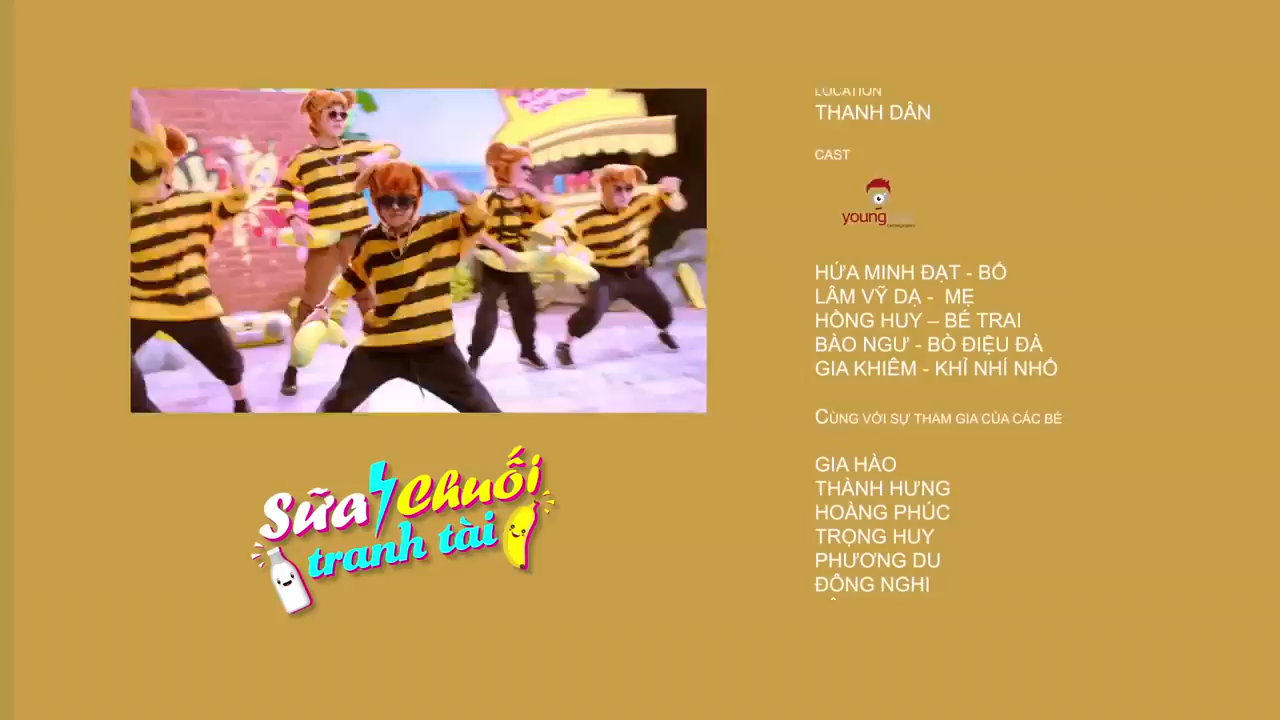 LOCATION
THANH DÂN
CAST
young
HỨA MINH ĐẠT - BỐ
LÂM VỸ DẠ - MẸ
HỒNG HUY – BÉ TRAI
BÀO NGƯ - BÒ ĐIỆU ĐÀ
GIA KHIÊM - KHỈ NHÍ NHỐ
CÙNG VỚI SỰ THAM GIA CỦA CÁC BÉ
GIA HÀO
THÀNH HƯNG
HOÀNG PHÚC
TRỌNG HUY
PHƯƠNG DU
ĐÔNG NGHI
Sữa Chuối
tranh tài